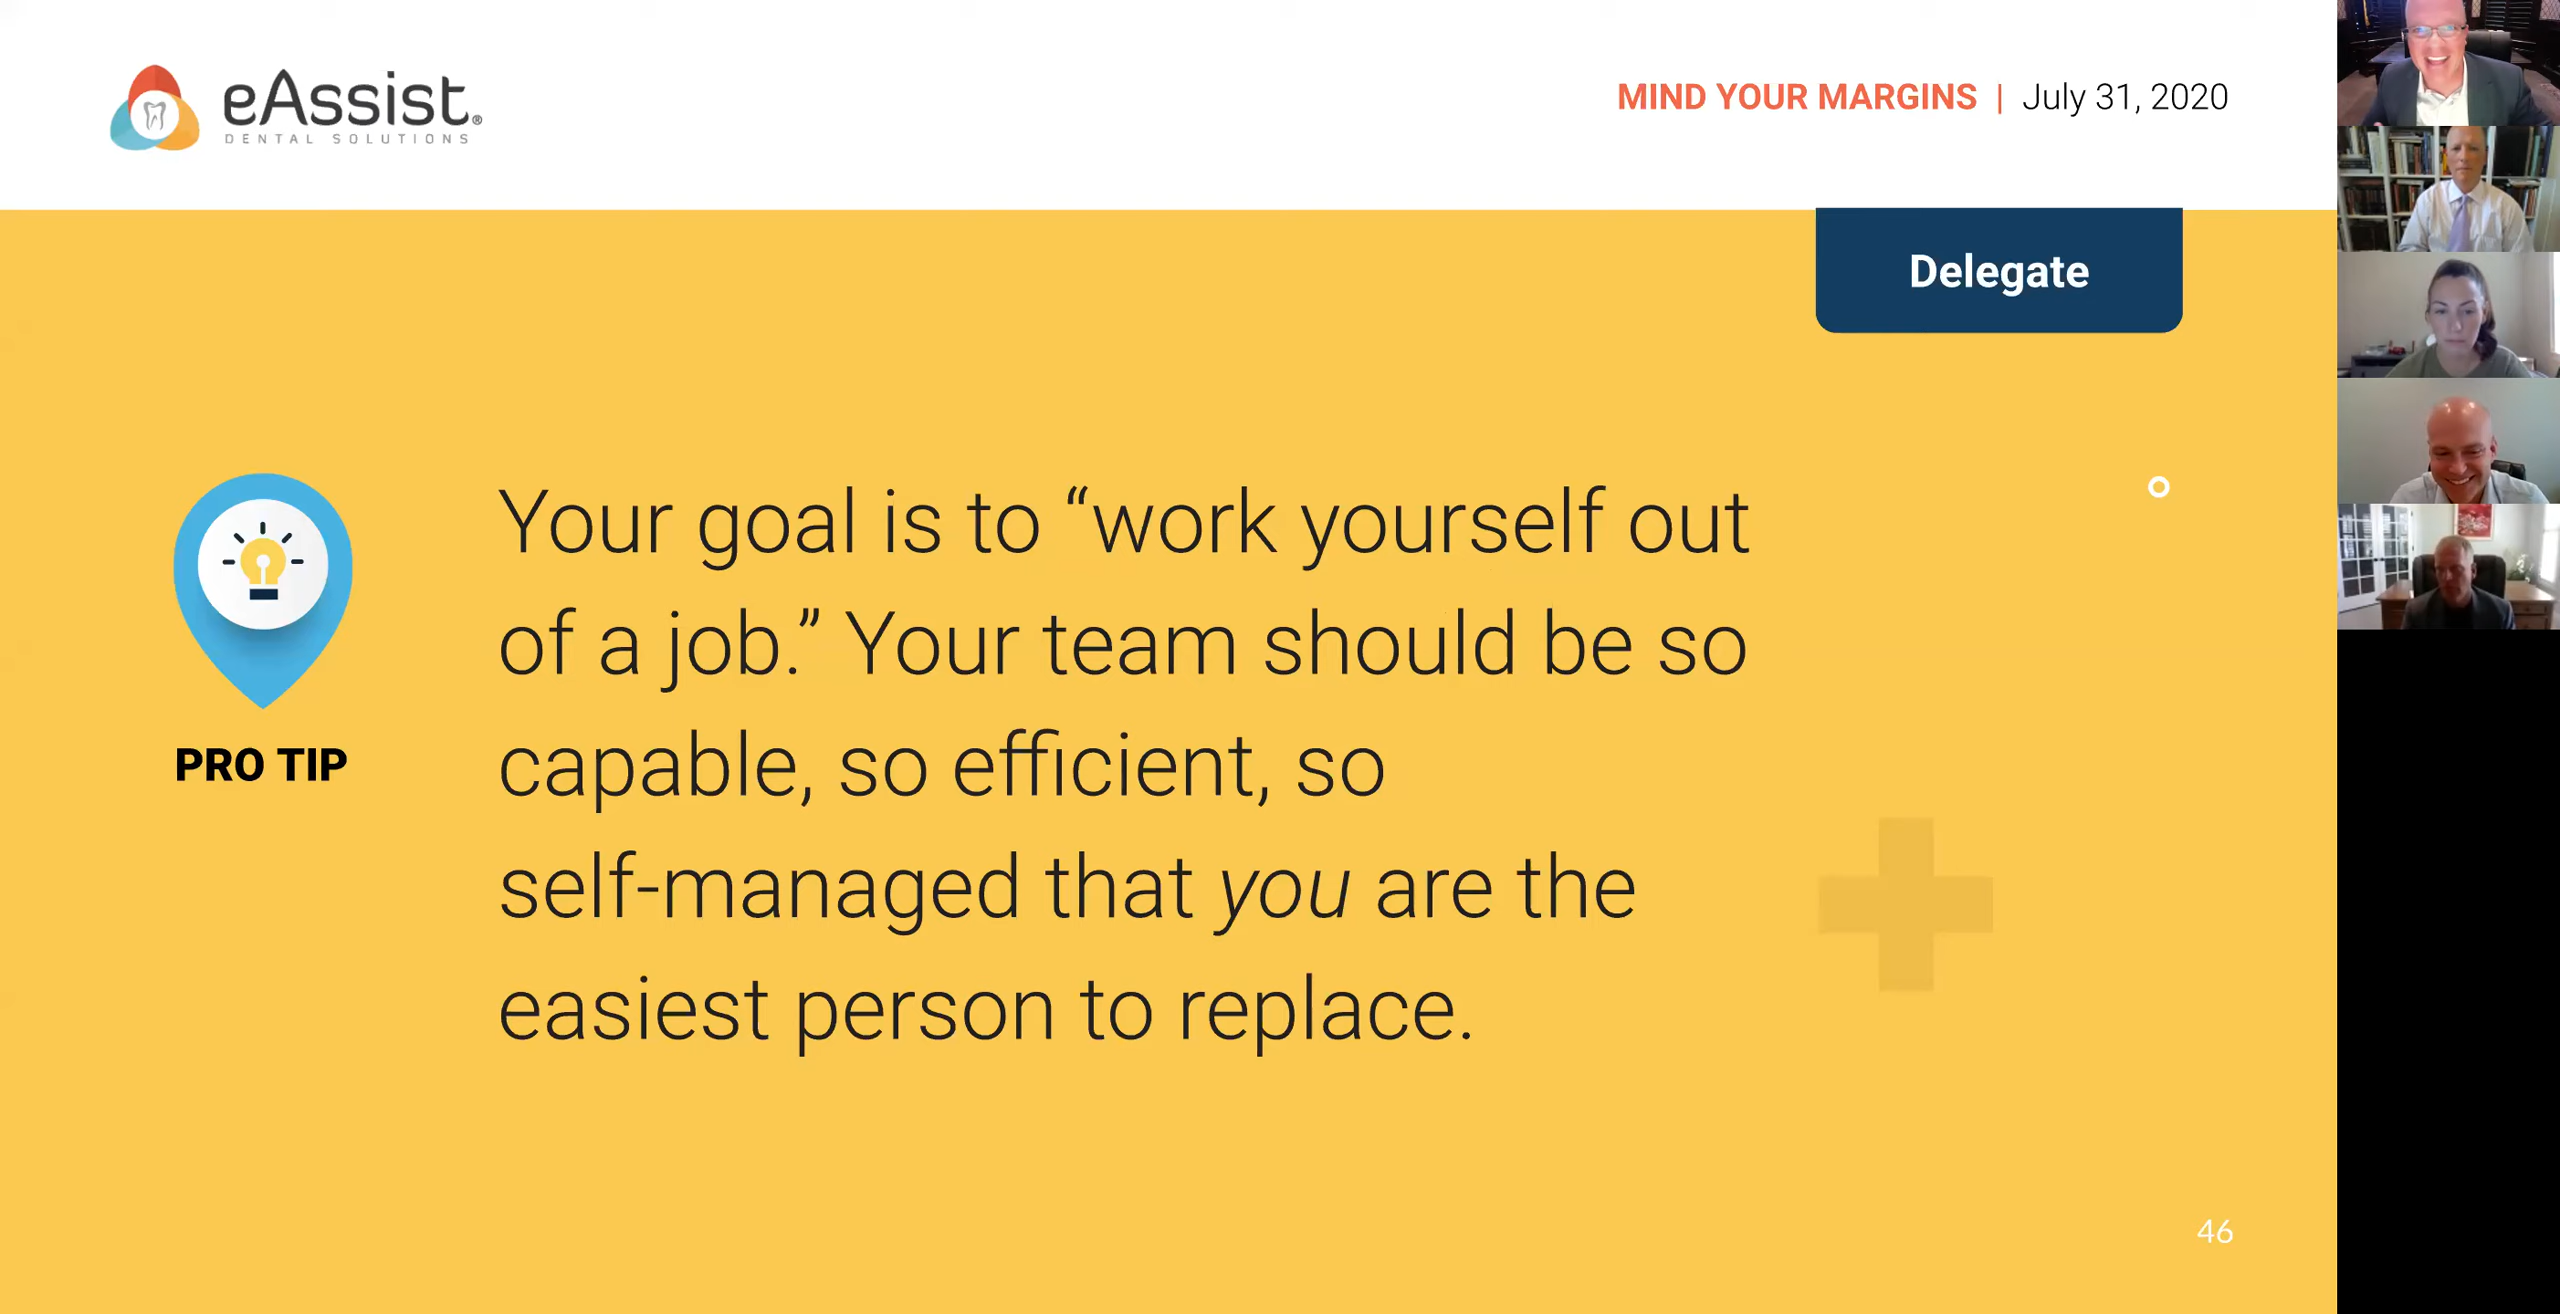 eAssist®
DENTAL SOLUTIONS
MIND YOUR MARGINS | July 31, 2020
Delegate
PRO TIP
Your goal is to “work yourself out
of a job.” Your team should be so
capable, so efficient, so
self-managed that you are the
easiest person to replace.
46